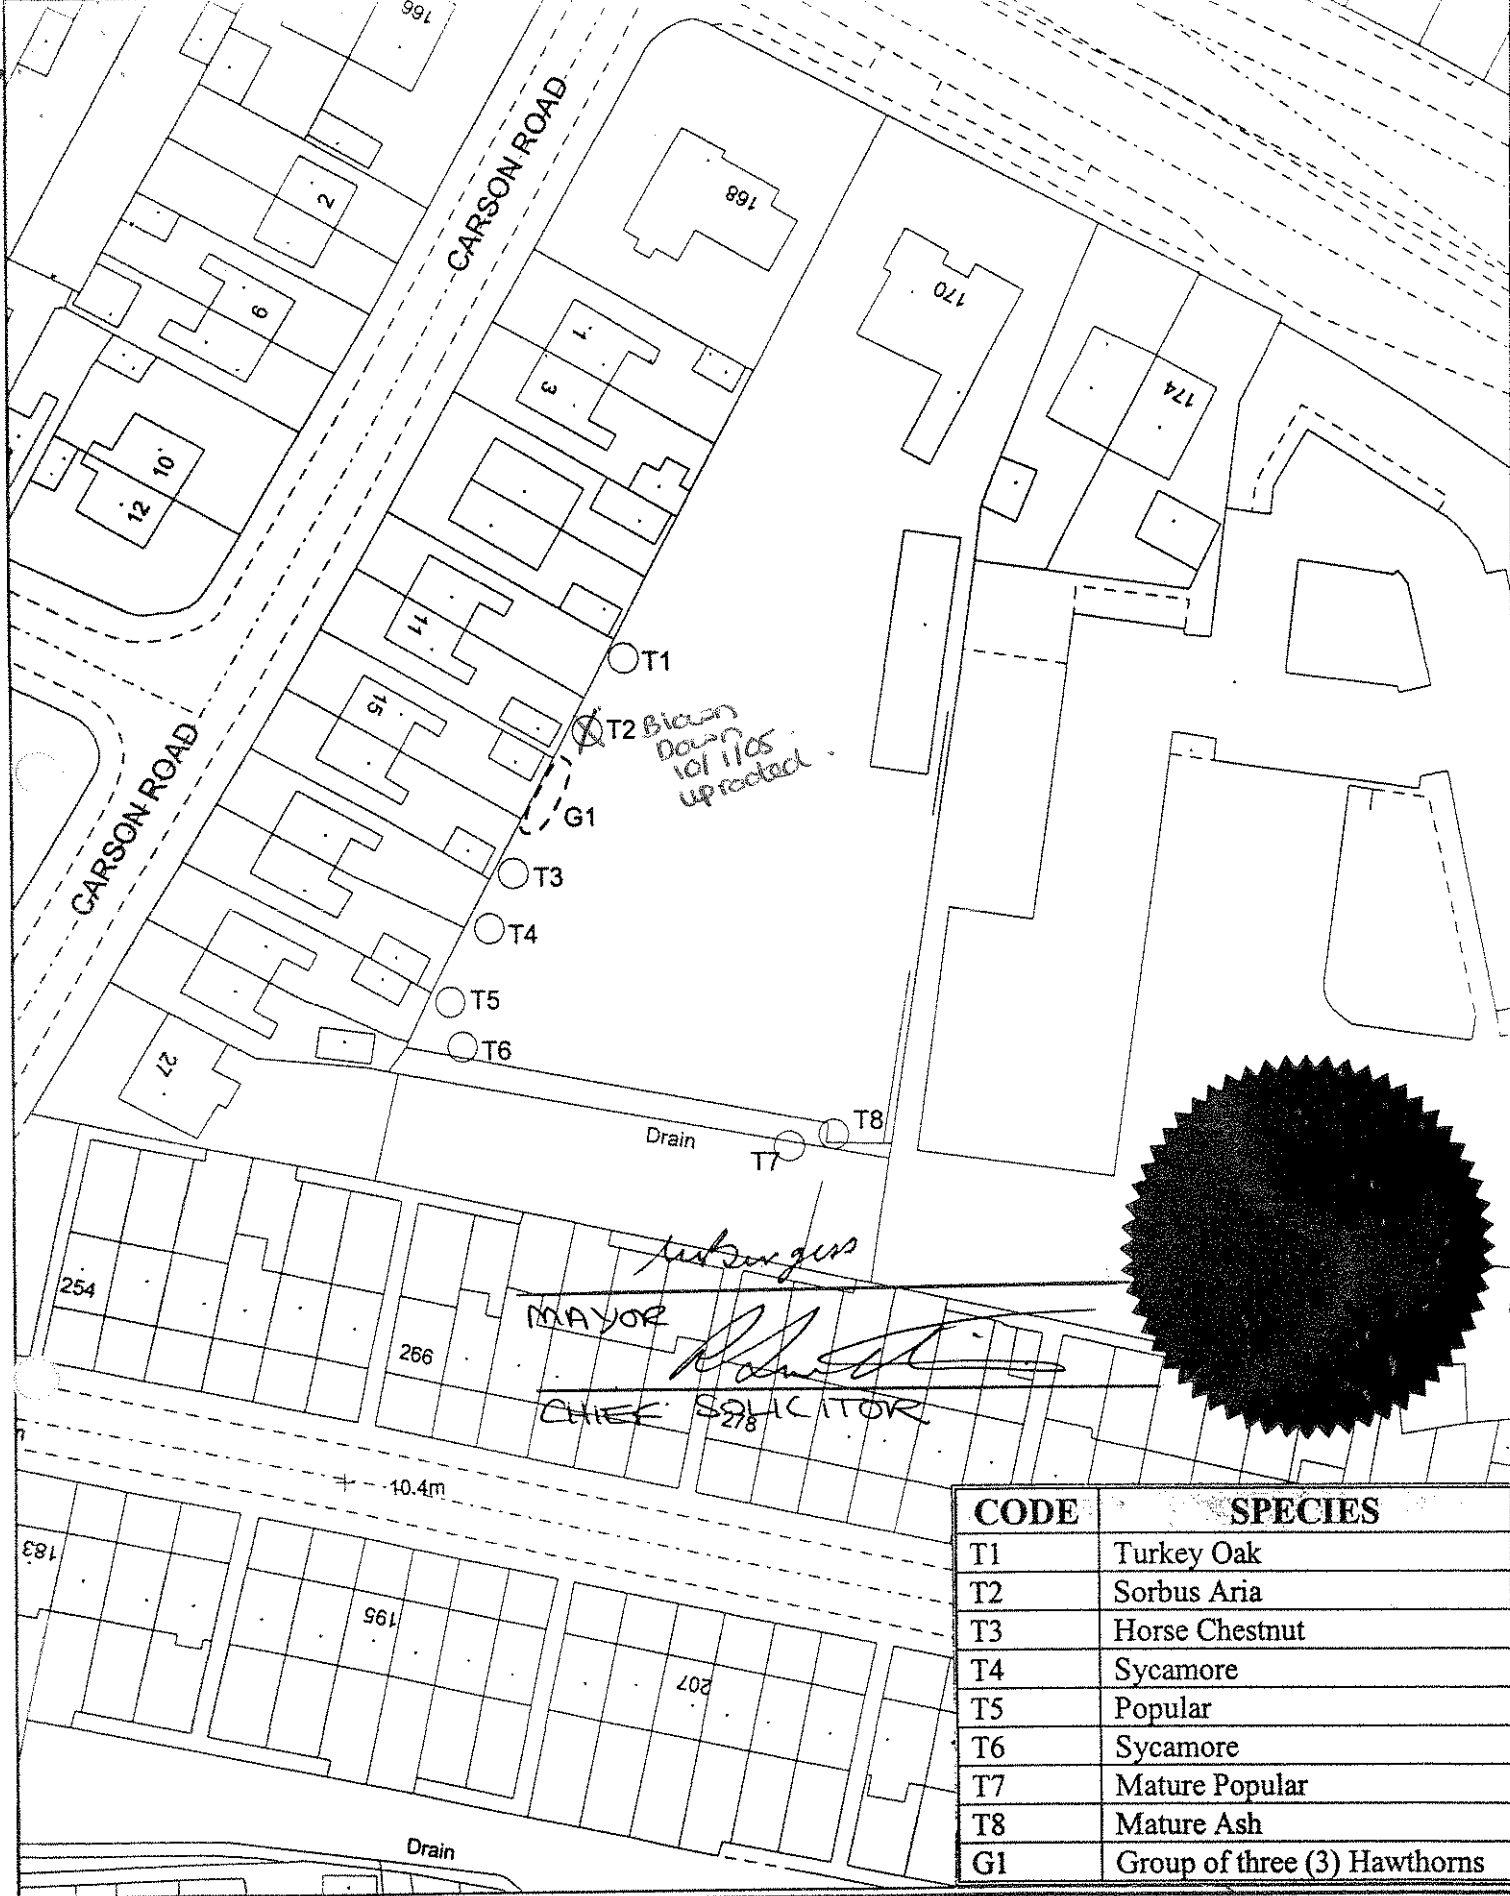 166
CARSON ROAD
2
168
6
170
1
3
174
10
12
11
T1
15
T2 Blown
Down
10/1/05
uprooted.
CARSON ROAD
G1
T3
T4
T5
T6
27
T8
Drain
T7
254
MAYOR
266
CHIEF SOLICITOR
278
10.4m
183
195
207
Drain
CODE SPECIES
T1 Turkey Oak
T2 Sorbus Aria
T3 Horse Chestnut
T4 Sycamore
T5 Popular
T6 Sycamore
T7 Mature Popular
T8 Mature Ash
G1 Group of three (3) Hawthorns